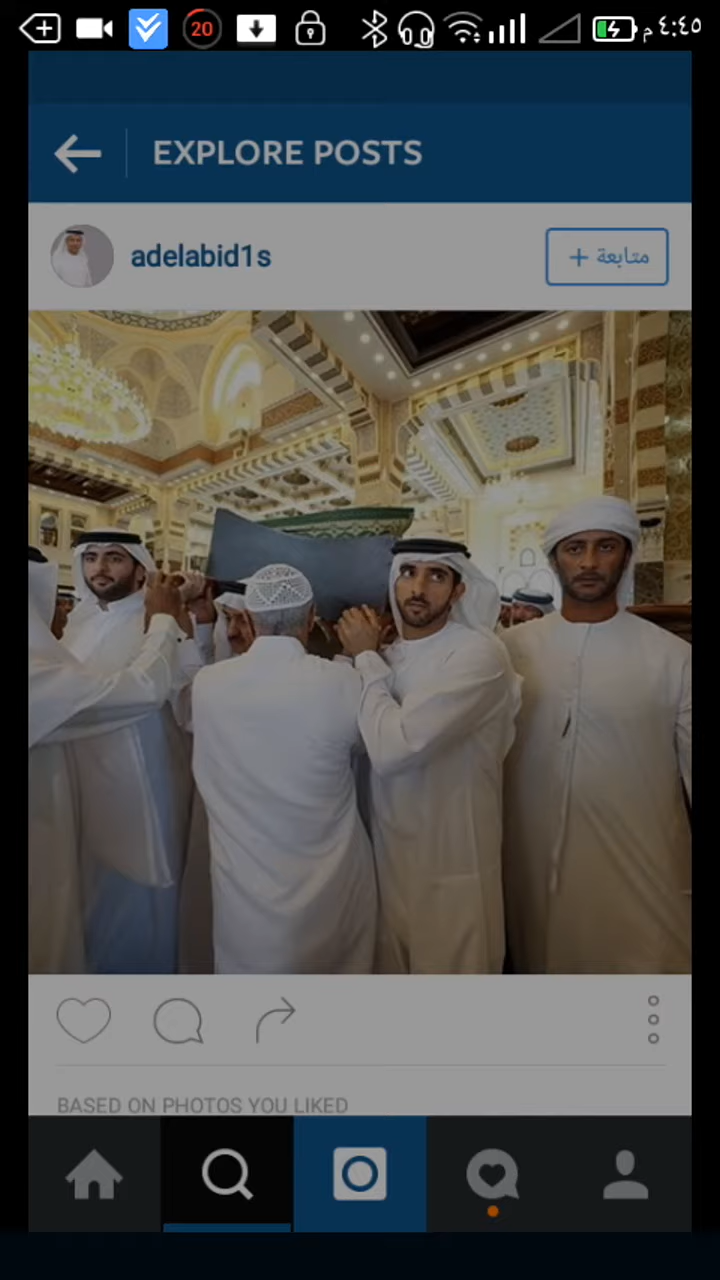 20
م ٤:٤٥
EXPLORE POSTS
adelabid1s
متابعة +
BASED ON PHOTOS YOU LIKED